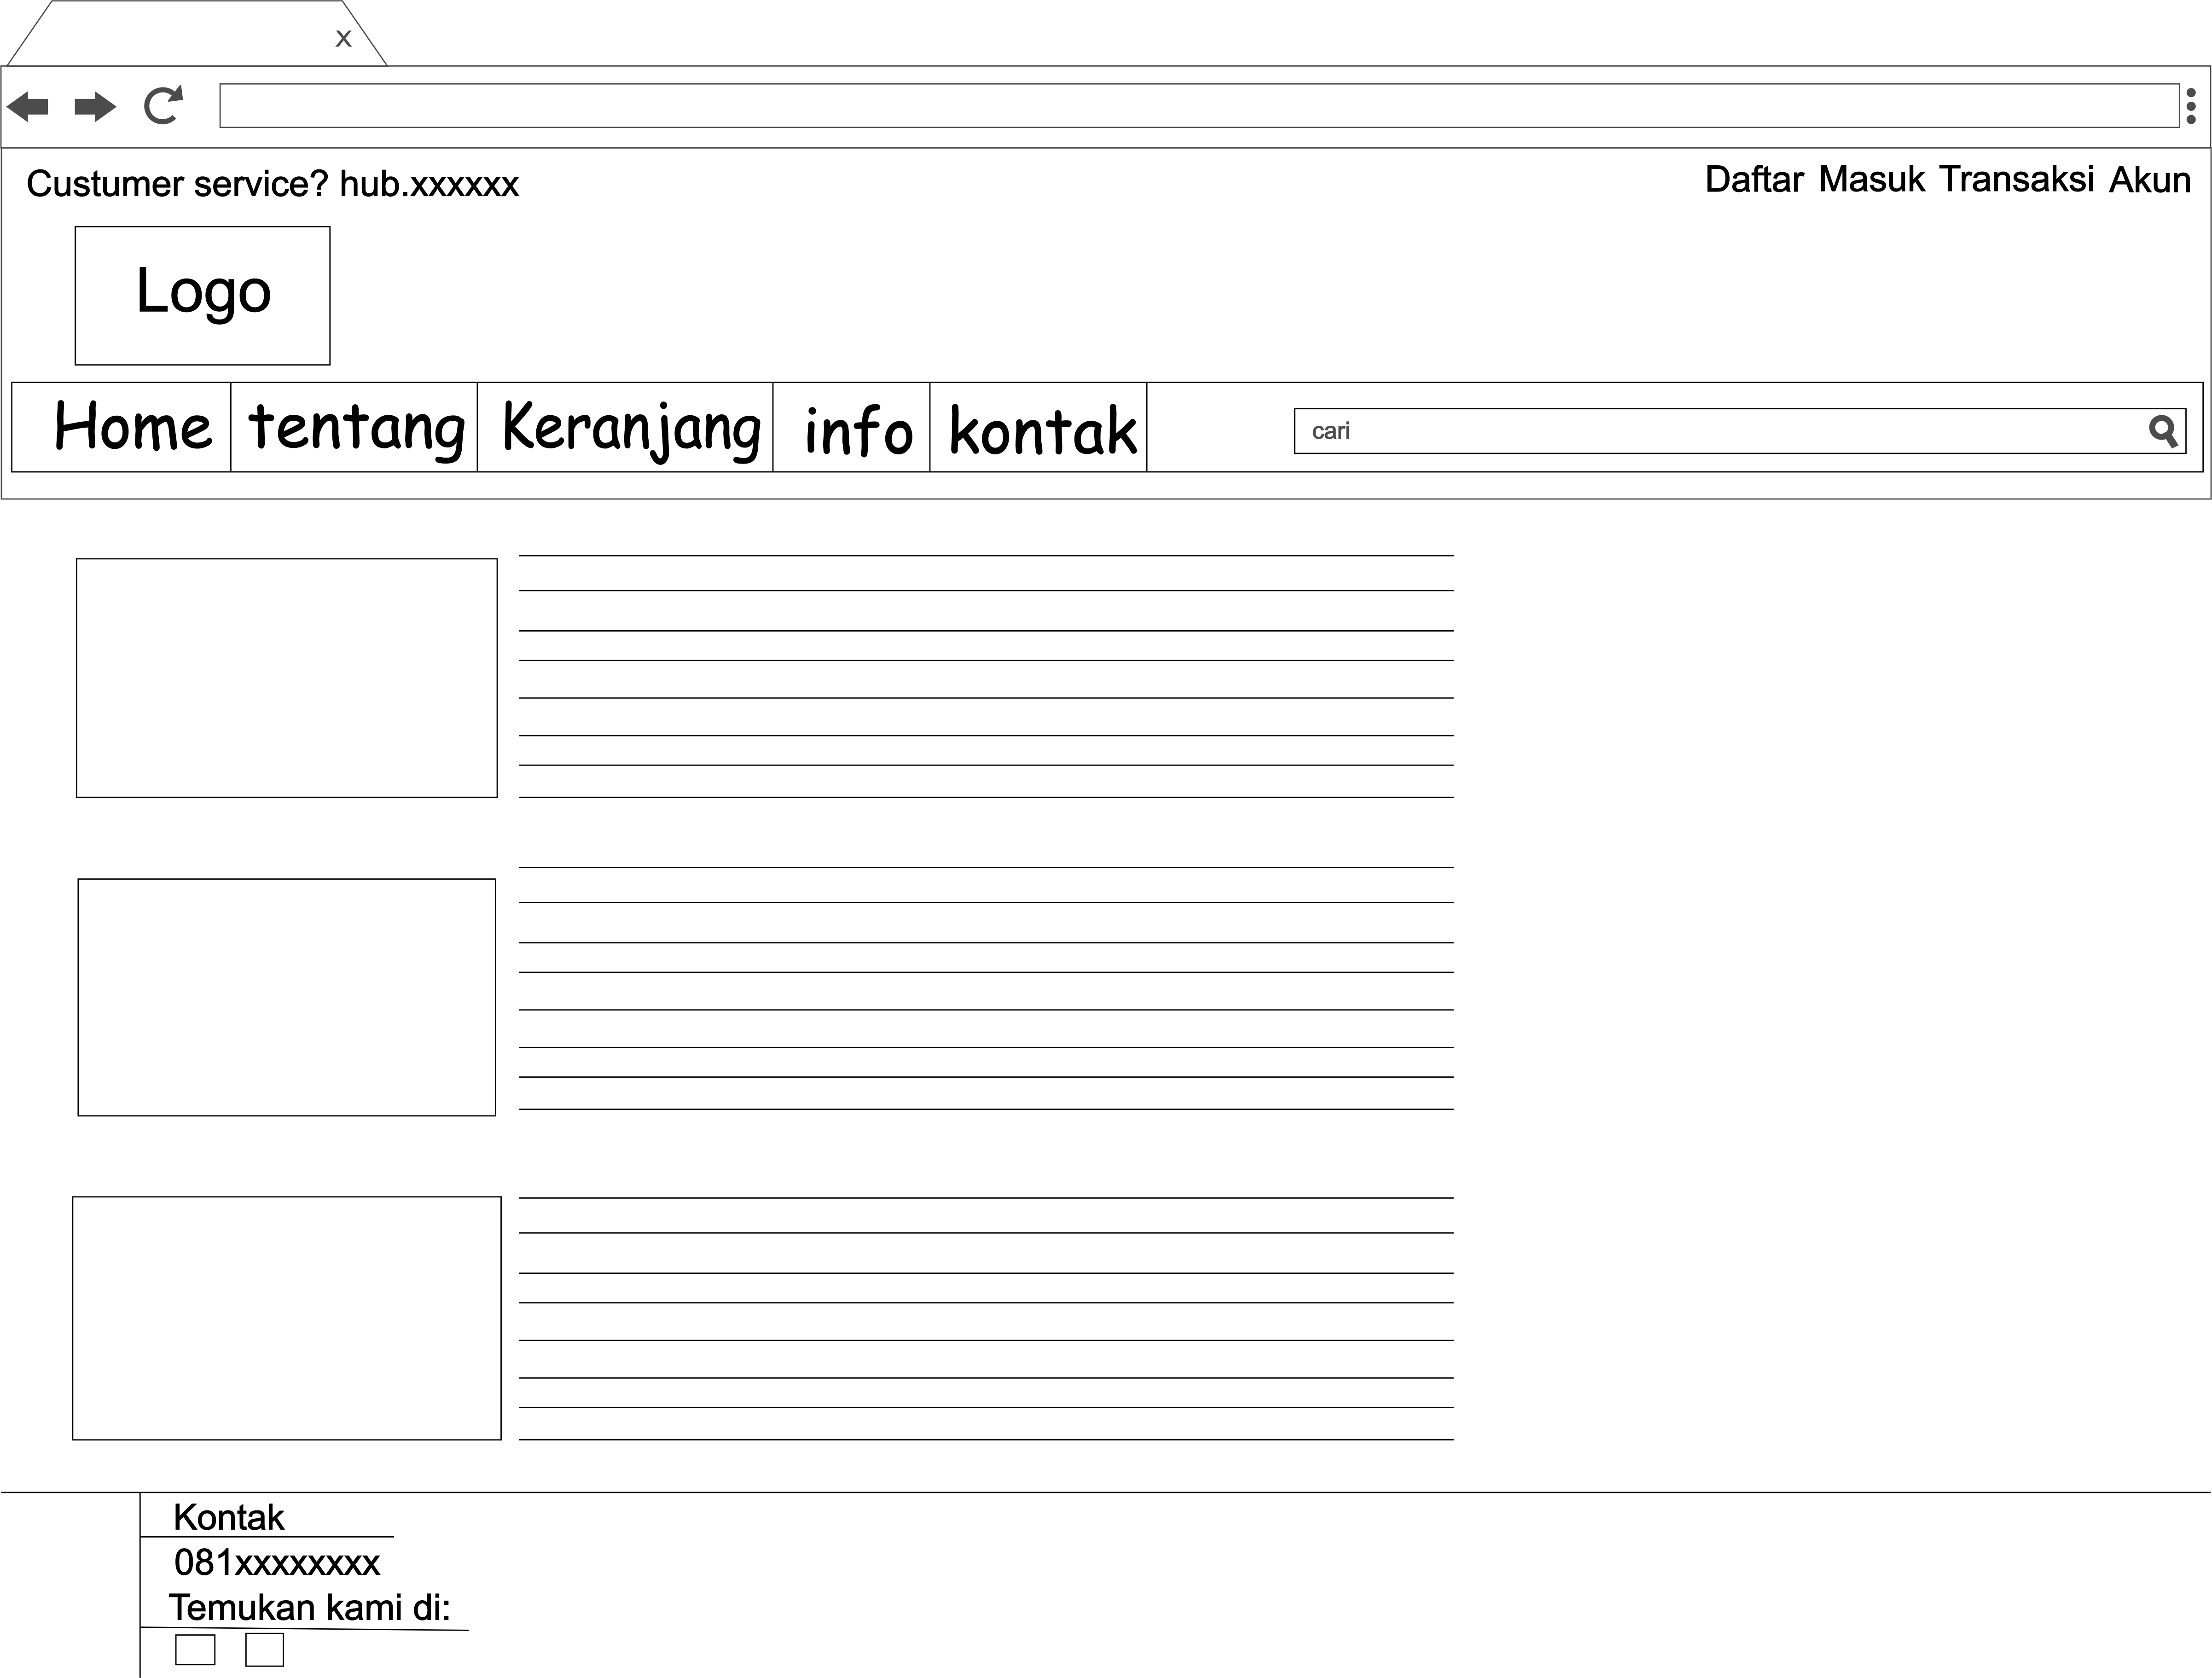 x
Custumer service? hub.xxxxxx
Daftar Masuk Transaksi Akun
Logo
Home tentang Keranjang info kontak
cari
Kontak
081xxxxxxxx
Temukan kami di: